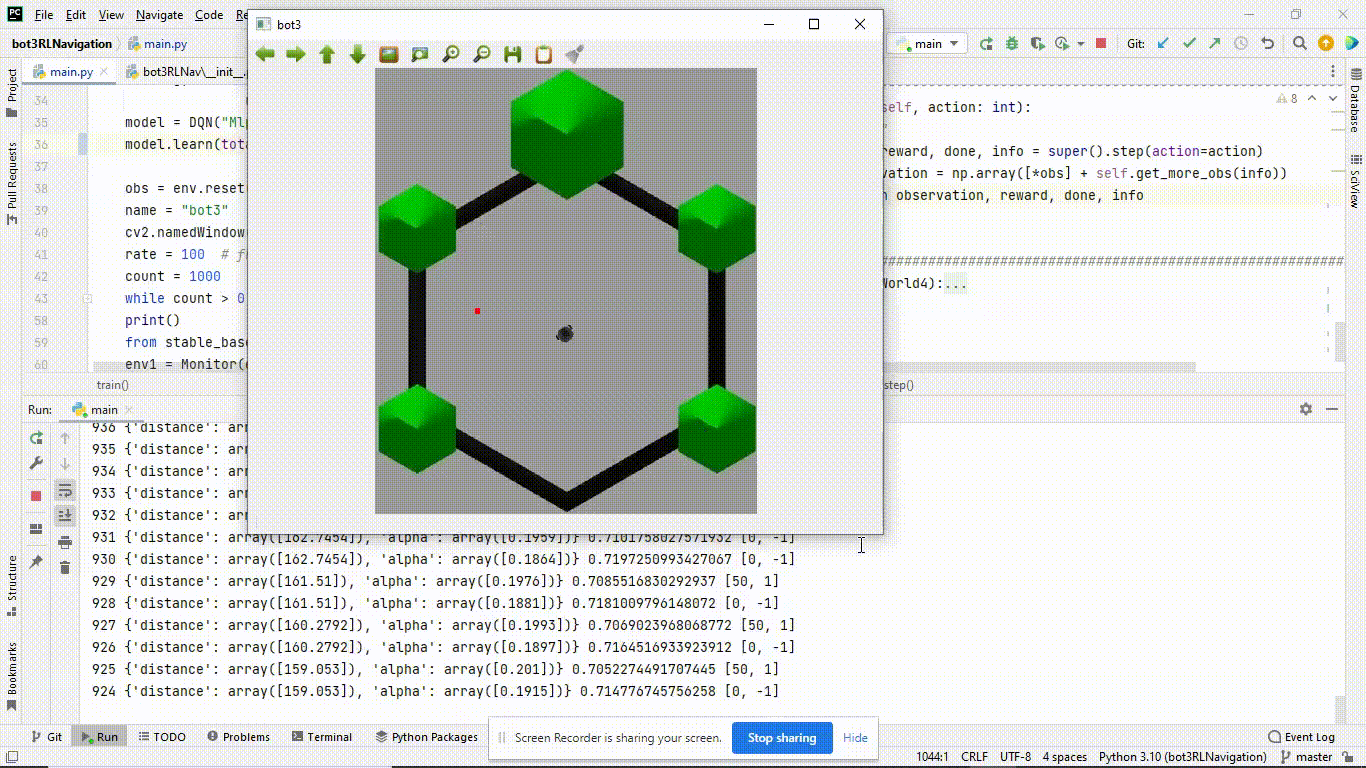 File Edit View Navigate Code
bot3
bot3RLNavigation main.py
main Git:
main.py bot3RLNav\__init__.
8
Project
Pull Requests
Structure
Bookmarks
Database
SciView
34
35 model = DQN("Mlp
36 model.learn(tota
37
38 obs = env.reset
39 name = "bot3"
40 cv2.namedWindow
41 rate = 100 #
42 count = 1000
43 while count > 0
58 print()
59 from stable_bas
60 env1 = Monitor(
train()
self, action: int):
reward, done, info = super().step(action=action)
vation = np.array([*obs] + self.get_more_obs(info))
n observation, reward, done, info
World4):...
step()
Run: main
936 {'distance': arr
935 {'distance': arr
934 {'distance': arr
933 {'distance': arr
932 {'distance': arr
931 {'distance': array([162.7454]), 'alpha': array([0.1959])} 0.7101758027571932 [0, -1]
930 {'distance': array([162.7454]), 'alpha': array([0.1864])} 0.7197250993427067 [0, -1]
929 {'distance': array([161.51]), 'alpha': array([0.1976])} 0.7085516830292937 [50, 1]
928 {'distance': array([161.51]), 'alpha': array([0.1881])} 0.7181009796148072 [0, -1]
927 {'distance': array([160.2792]), 'alpha': array([0.1993])} 0.7069023968068772 [50, 1]
926 {'distance': array([160.2792]), 'alpha': array([0.1897])} 0.7164516933923912 [0, -1]
925 {'distance': array([159.053]), 'alpha': array([0.201])} 0.7052274491707445 [50, 1]
924 {'distance': array([159.053]), 'alpha': array([0.1915])} 0.714776745756258 [0, -1]
Git Run TODO Problems Terminal Python Packages
Screen Recorder is sharing your screen. Stop sharing Hide
Event Log
1044:1 CRLF UTF-8 4 spaces Python 3.10 (bot3RLNavigation) master